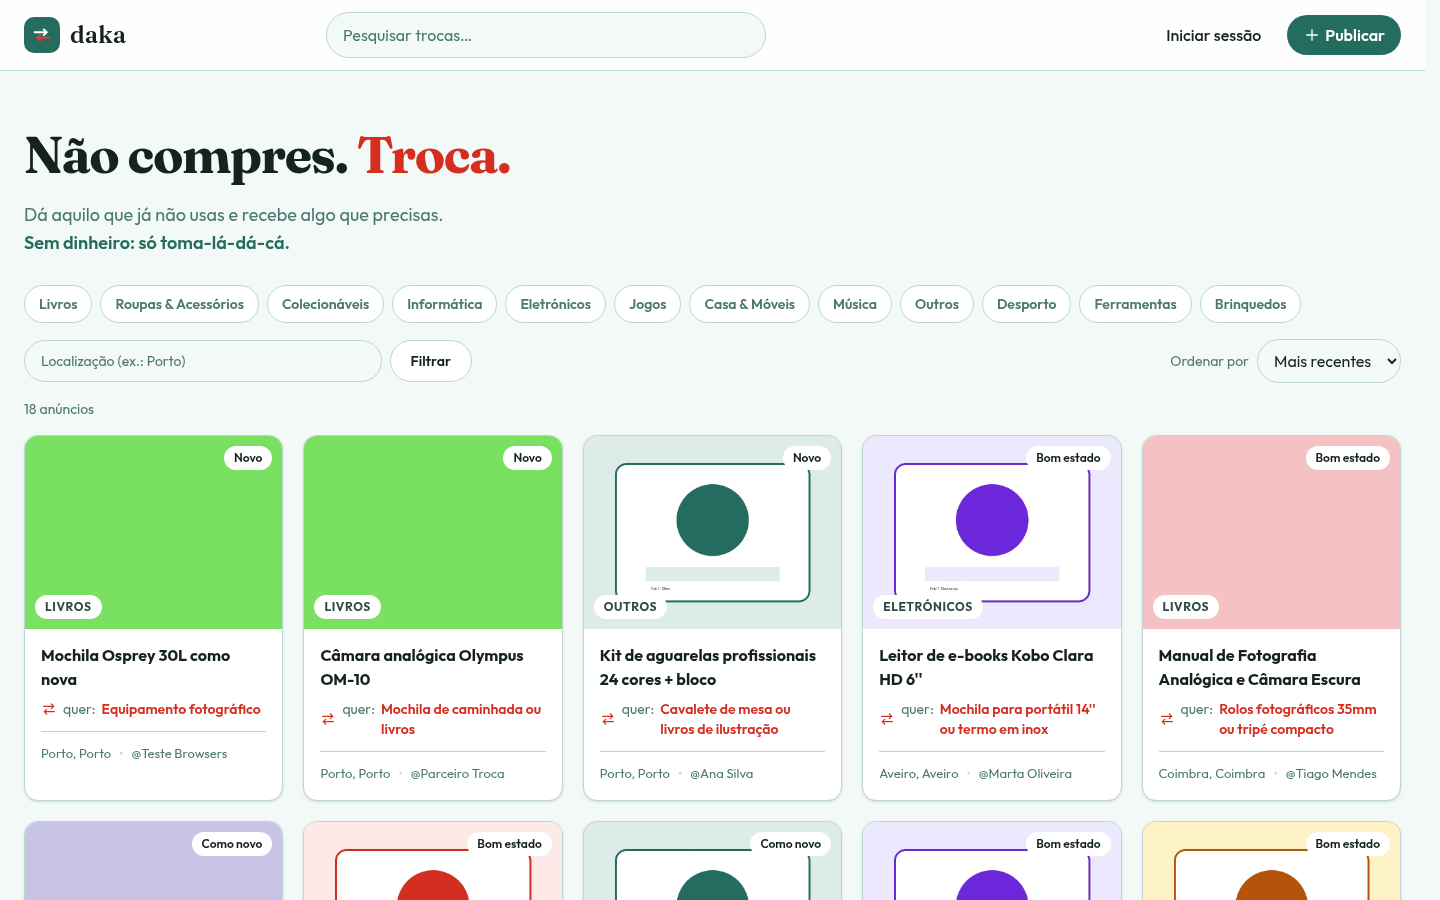 daka
Pesquisar trocas...
Iniciar sessão
+ Publicar
Não compres. Troca.
Dá aquilo que já não usas e recebe algo que precisas.
Sem dinheiro: só toma-lá-dá-cá.
Livros
Roupas & Acessórios
Colecionáveis
Informática
Eletrónicos
Jogos
Casa & Móveis
Música
Outros
Desporto
Ferramentas
Brinquedos
Localização (ex.: Porto)
Filtrar
Ordenar por
Mais recentes
18 anúncios
Novo
LIVROS
Mochila Osprey 30L como
nova
quer: Equipamento fotográfico
Porto, Porto · @Teste Browsers
Novo
LIVROS
Câmara analógica Olympus
OM-10
quer: Mochila de caminhada ou
livros
Porto, Porto · @Parceiro Troca
Novo
OUTROS
Kit de aguarelas profissionais
24 cores + bloco
quer: Cavalete de mesa ou
livros de ilustração
Porto, Porto · @Ana Silva
Bom estado
ELETRÓNICOS
Leitor de e-books Kobo Clara
HD 6"
quer: Mochila para portátil 14"
ou termo em inox
Aveiro, Aveiro · @Marta Oliveira
Bom estado
LIVROS
Manual de Fotografia
Analógica e Câmara Escura
quer: Rolos fotográficos 35mm
ou tripé compacto
Coimbra, Coimbra · @Tiago Mendes
Como novo
Bom estado
Como novo
Bom estado
Bom estado